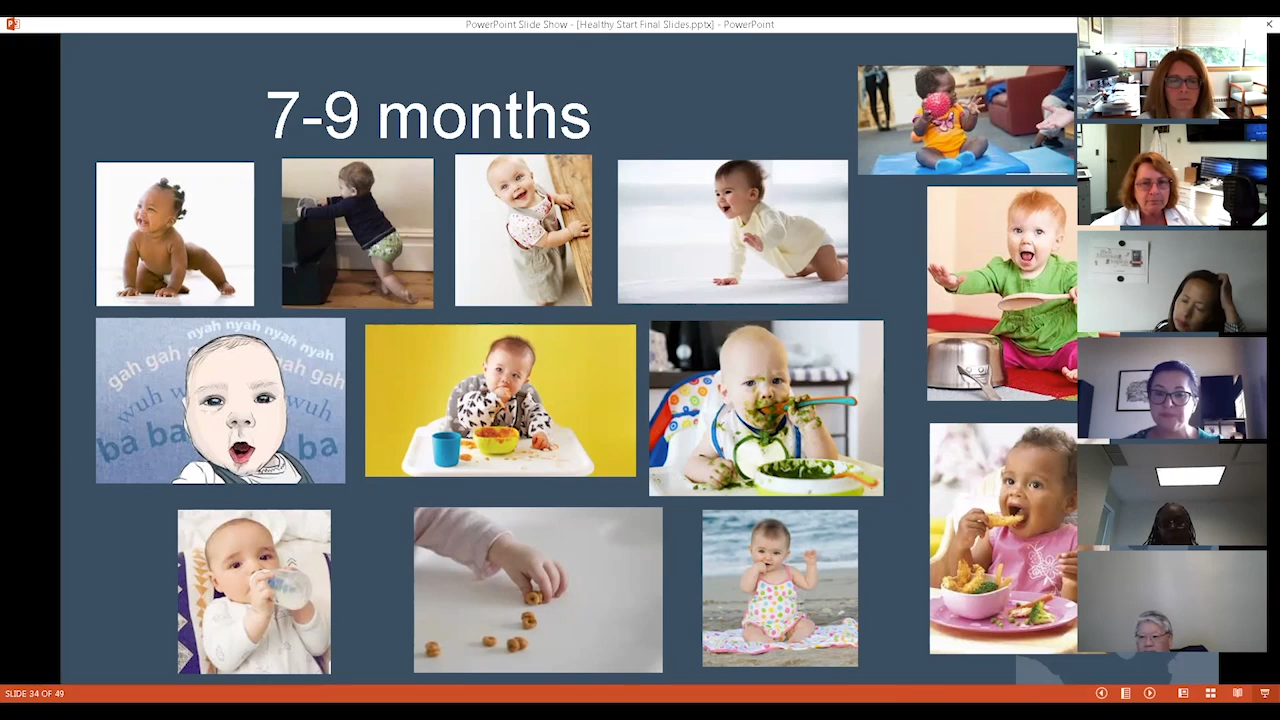 PowerPoint Slide Show - [Healthy Start Final Slides.pptx] - PowerPoint
7-9 months
nyah nyah nyah nyah
gah gah
gah gah
wuh w
wuh
ba ba
ba
SLIDE 34 OF 49